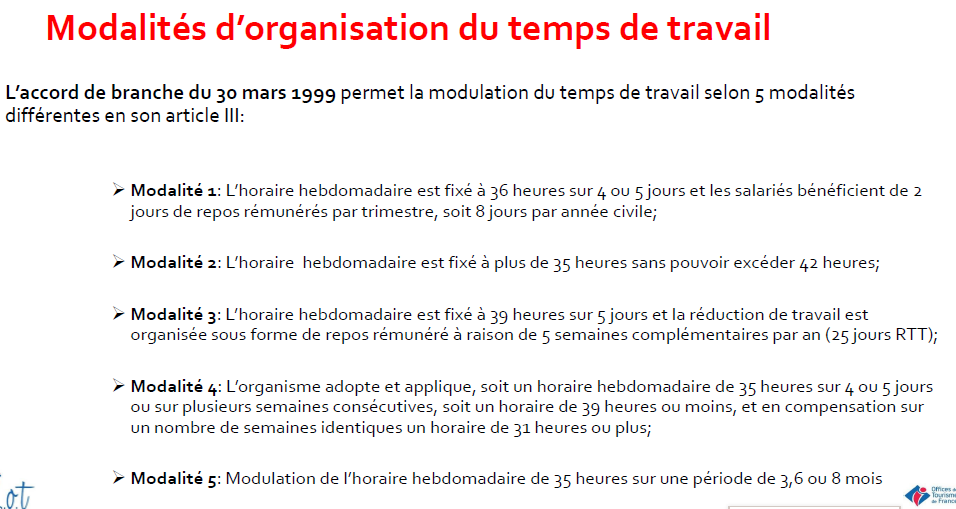 Modalités d'organisation du temps de travail
L'accord de branche du 30 mars 1999 permet la modulation du temps de travail selon 5 modalités
différentes en son article III:
➢ Modalité 1: L'horaire hebdomadaire est fixé à 36 heures sur 4 ou 5 jours et les salariés bénéficient de 2
jours de repos rémunérés par trimestre, soit 8 jours par année civile;
➢ Modalité 2: L'horaire hebdomadaire est fixé à plus de 35 heures sans pouvoir excéder 42 heures;
➢ Modalité 3: L'horaire hebdomadaire est fixé à 39 heures sur 5 jours et la réduction de travail est
organisée sous forme de repos rémunéré à raison de 5 semaines complémentaires par an (25 jours RTT);
➢ Modalité 4: L'organisme adopte et applique, soit un horaire hebdomadaire de 35 heures sur 4 ou 5 jours
ou sur plusieurs semaines consécutives, soit un horaire de 39 heures ou moins, et en compensation sur
un nombre de semaines identiques un horaire de 31 heures ou plus;
➢ Modalité 5: Modulation de l'horaire hebdomadaire de 35 heures sur une période de 3,6 ou 8 mois
Offices de
Tourisme
de France